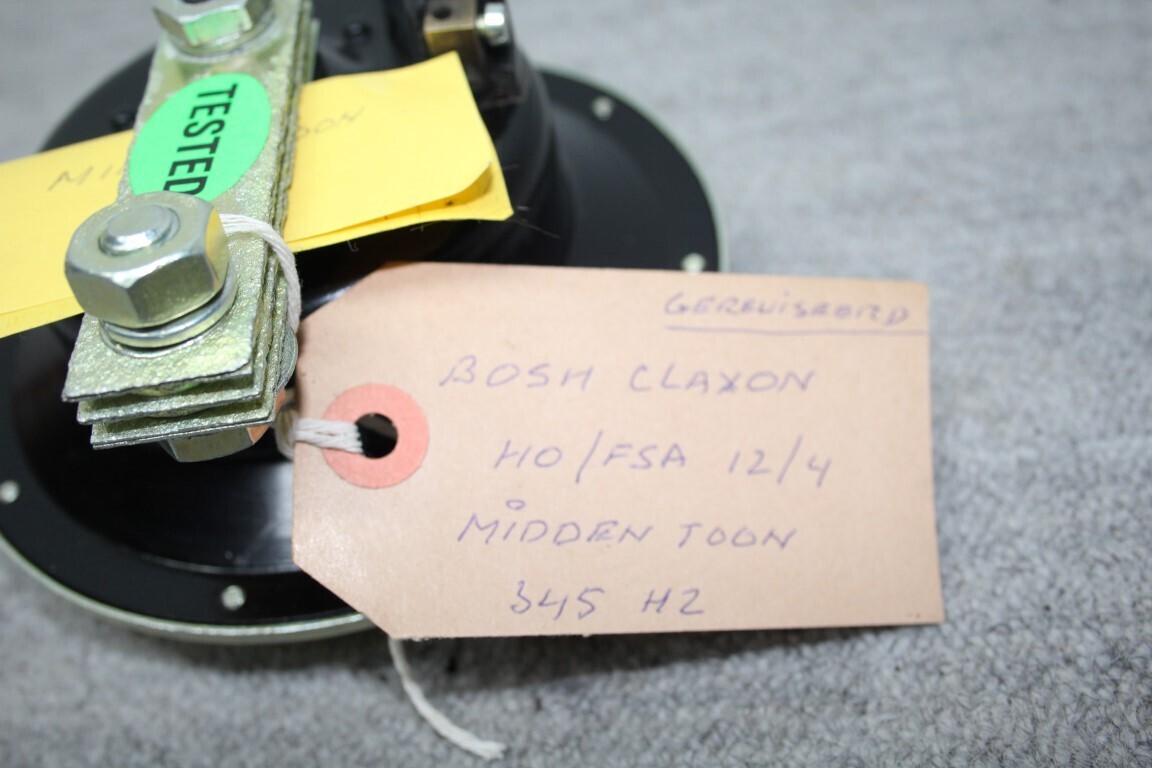 TESTED
GEREVISEERD
BOSH CLAXON
HO/FSA 12/4
MIDDEN TOON
345 HZ